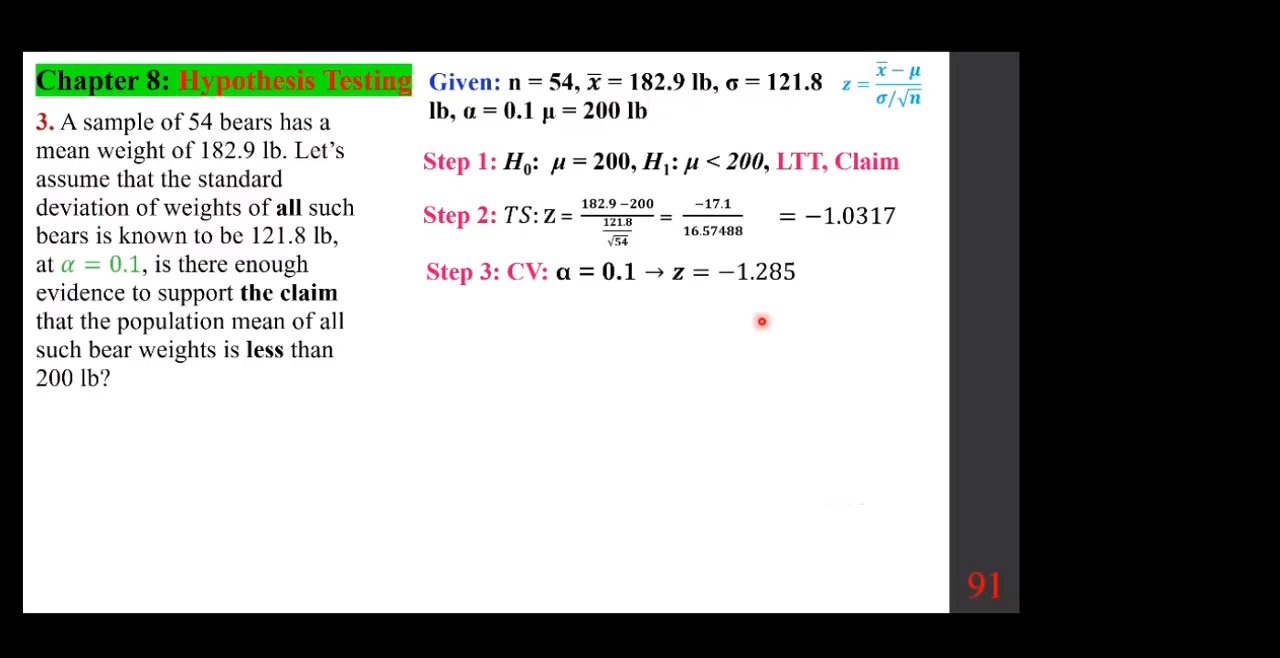 Chapter 8: Hypothesis Testing
3. A sample of 54 bears has a
mean weight of 182.9 lb. Let’s
assume that the standard
deviation of weights of all such
bears is known to be 121.8 lb,
at α = 0.1, is there enough
evidence to support the claim
that the population mean of all
such bear weights is less than
200 lb?
Given: n = 54, x̅ = 182.9 lb, σ = 121.8
lb, α = 0.1 μ = 200 lb
z = (x̅ − μ)/(σ/√n)
Step 1: H₀: μ = 200, H₁: μ < 200, LTT, Claim
Step 2: TS: Z = (182.9 −200)/(121.8/√54) = −17.1/16.57488 = −1.0317
Step 3: CV: α = 0.1 → z = −1.285
91